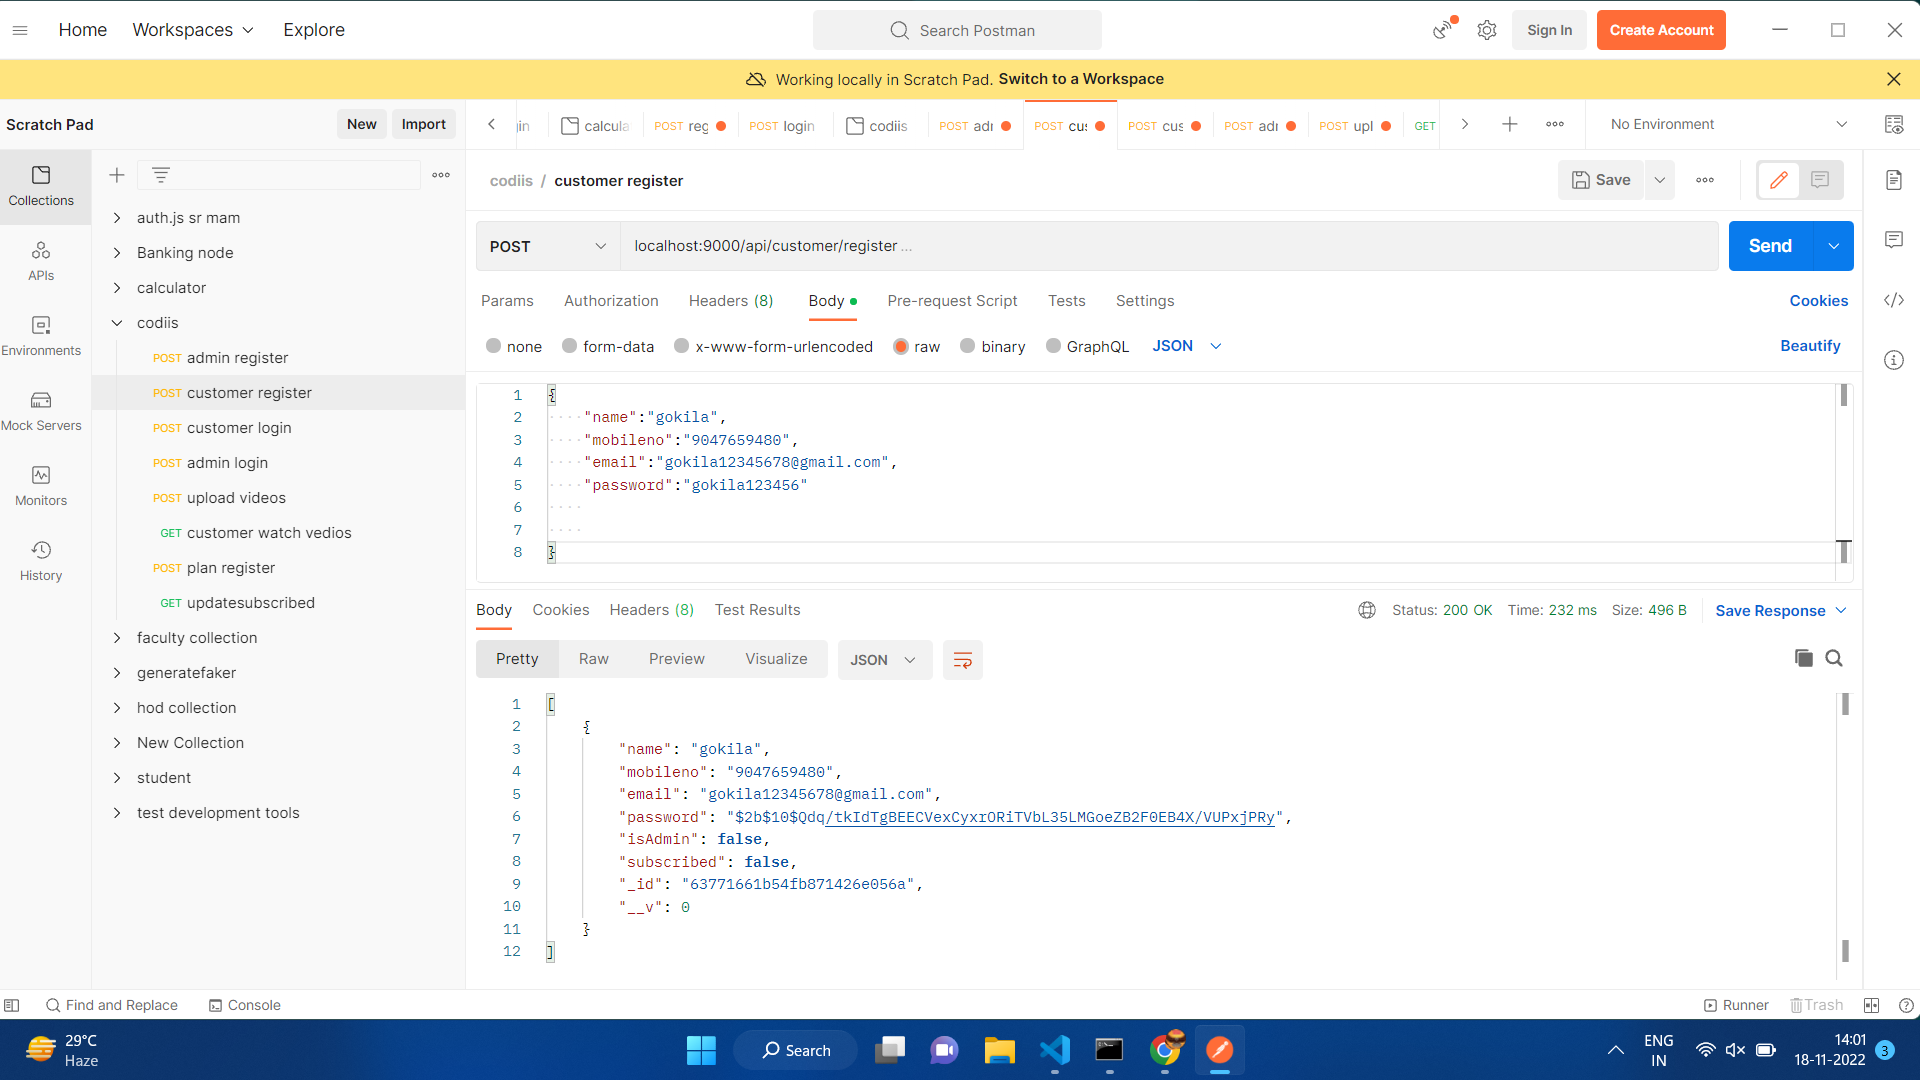 Home Workspaces Explore Search Postman Sign In Create Account
Working locally in Scratch Pad. Switch to a Workspace
Scratch Pad New Import
calcula POST reg POST login codiis POST adr POST cus POST cus POST adr POST upl GET No Environment
Collections
APIs
Environments
Mock Servers
Monitors
History
auth.js sr mam
Banking node
calculator
codiis
POST admin register
POST customer register
POST customer login
POST admin login
POST upload videos
GET customer watch vedios
POST plan register
GET updatesubscribed
faculty collection
generatefaker
hod collection
New Collection
student
test development tools
codiis / customer register Save
POST localhost:9000/api/customer/register ... Send
Params Authorization Headers (8) Body Pre-request Script Tests Settings Cookies
none form-data x-www-form-urlencoded raw binary GraphQL JSON Beautify
1 {
2 "name":"gokila",
3 "mobileno":"9047659480",
4 "email":"gokila12345678@gmail.com",
5 "password":"gokila123456"
6
7
8 }
Body Cookies Headers (8) Test Results Status: 200 OK Time: 232 ms Size: 496 B Save Response
Pretty Raw Preview Visualize JSON
1 [
2 {
3 "name": "gokila",
4 "mobileno": "9047659480",
5 "email": "gokila12345678@gmail.com",
6 "password": "$2b$10$Qdq/tkIdTgBEECVexCyxrORiTVbL35LMGoeZB2F0EB4X/VUPxjPRy",
7 "isAdmin": false,
8 "subscribed": false,
9 "_id": "63771661b54fb871426e056a",
10 "__v": 0
11 }
12 ]
Find and Replace Console Runner Trash
29°C
Haze
Search
ENG
IN
14:01
18-11-2022
3